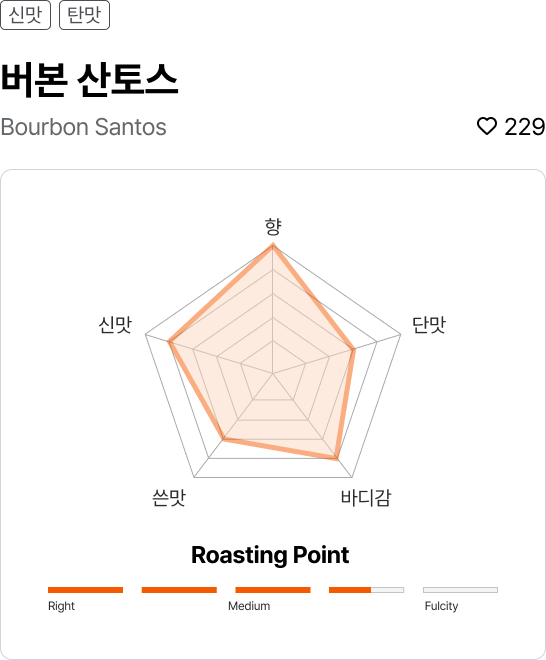 신맛 탄맛
버본 산토스
Bourbon Santos
229
향
신맛 단맛
쓴맛 바디감
Roasting Point
Right Medium Fulcity